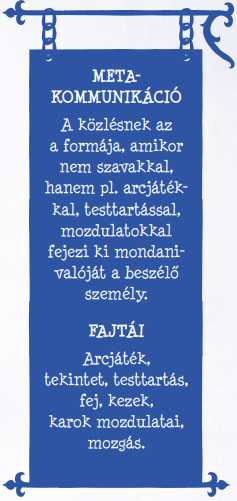 META-
KOMMUNIKÁCIÓ
A közlésnek az
a formája, amikor
nem szavakkal,
hanem pl. arcjáték-
kal, testtartással,
mozdulatokkal
fejezi ki mondani-
valóját a beszélő
személy.
FAJTÁI
Arcjáték,
tekintet, testtartás,
fej, kezek,
karok mozdulatai,
mozgás.